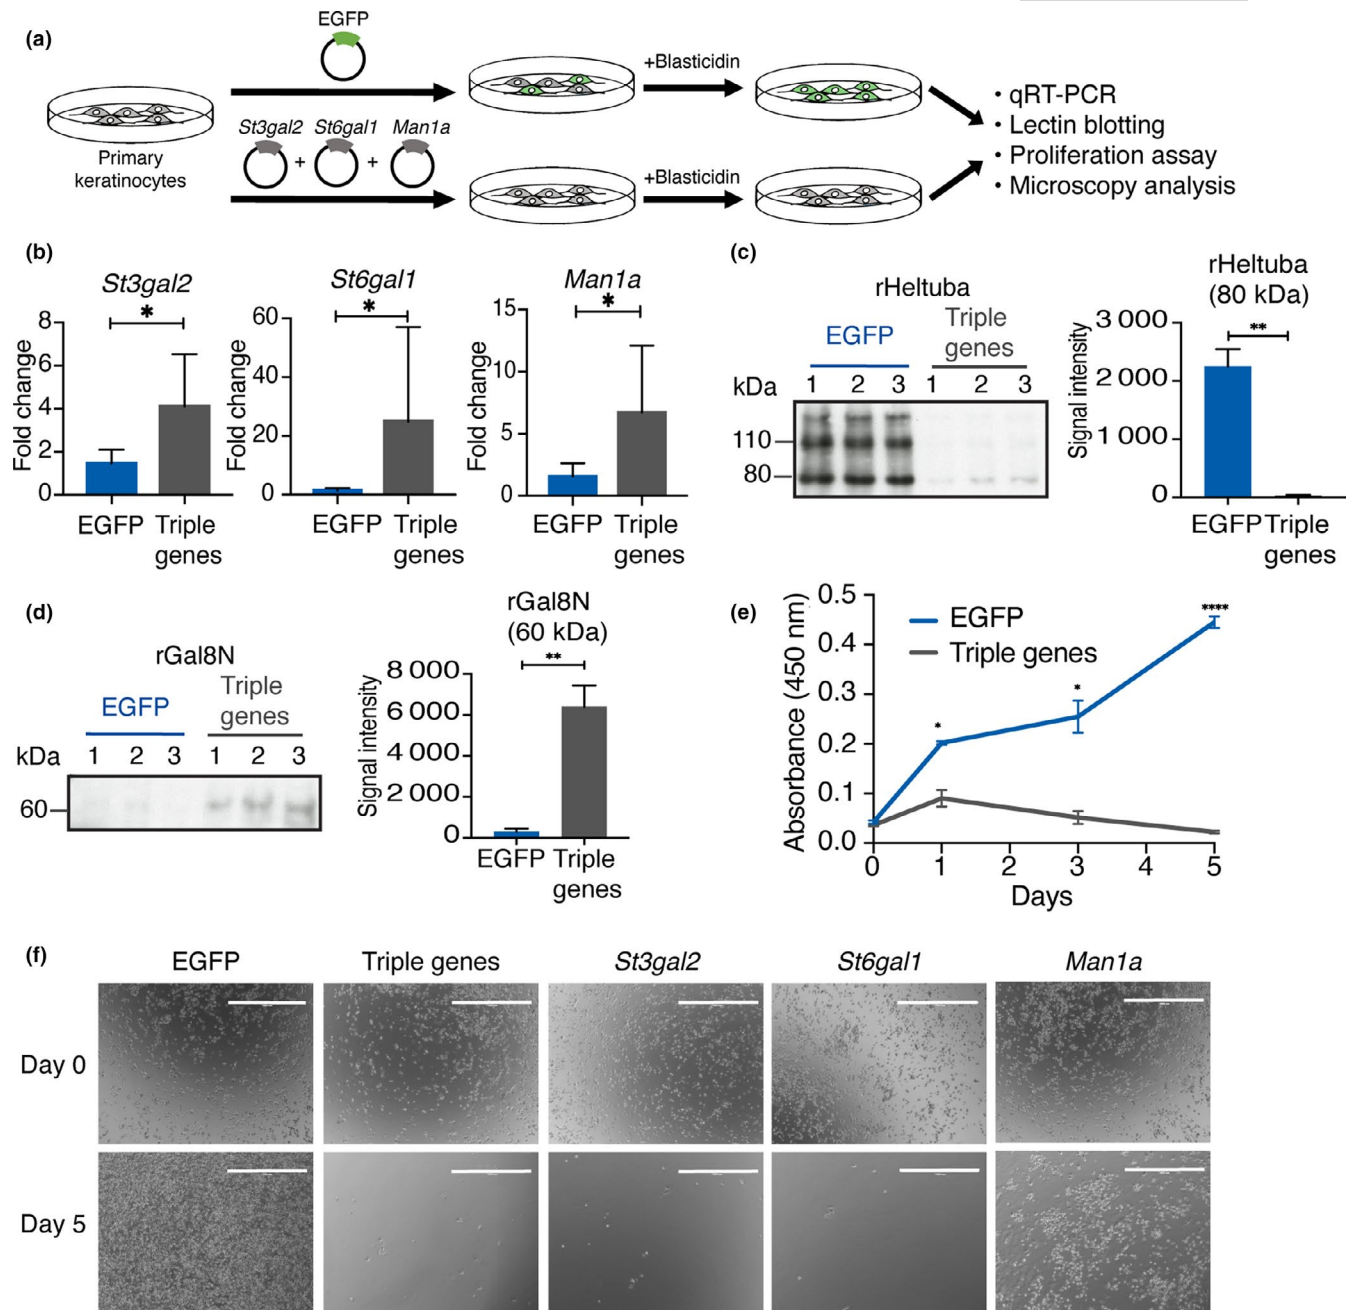 (a)
EGFP
+Blasticidin
St3gal2 St6gal1 Man1a
+ +
Primary
keratinocytes
+Blasticidin
• qRT-PCR
• Lectin blotting
• Proliferation assay
• Microscopy analysis
(b)
St3gal2
*
Fold change
8
6
4
2
0
EGFP Triple
genes
St6gal1
*
Fold change
60
40
20
0
EGFP Triple
genes
Man1a
*
Fold change
15
10
5
0
EGFP Triple
genes
(c)
rHeltuba
EGFP
Triple
genes
kDa
1 2 3 1 2 3
110
80
rHeltuba
(80 kDa)
**
Signal intensity
3 000
2 000
1 000
0
EGFP Triple
genes
(d)
rGal8N
EGFP
Triple
genes
kDa
1 2 3 1 2 3
60
rGal8N
(60 kDa)
**
Signal intensity
8 000
6 000
4 000
2 000
0
EGFP Triple
genes
(e)
Absorbance (450 nm)
0.5
0.4
0.3
0.2
0.1
0.0
EGFP
Triple genes
*
*
****
0 1 2 3 4 5
Days
(f)
EGFP Triple genes St3gal2 St6gal1 Man1a
Day 0
Day 5